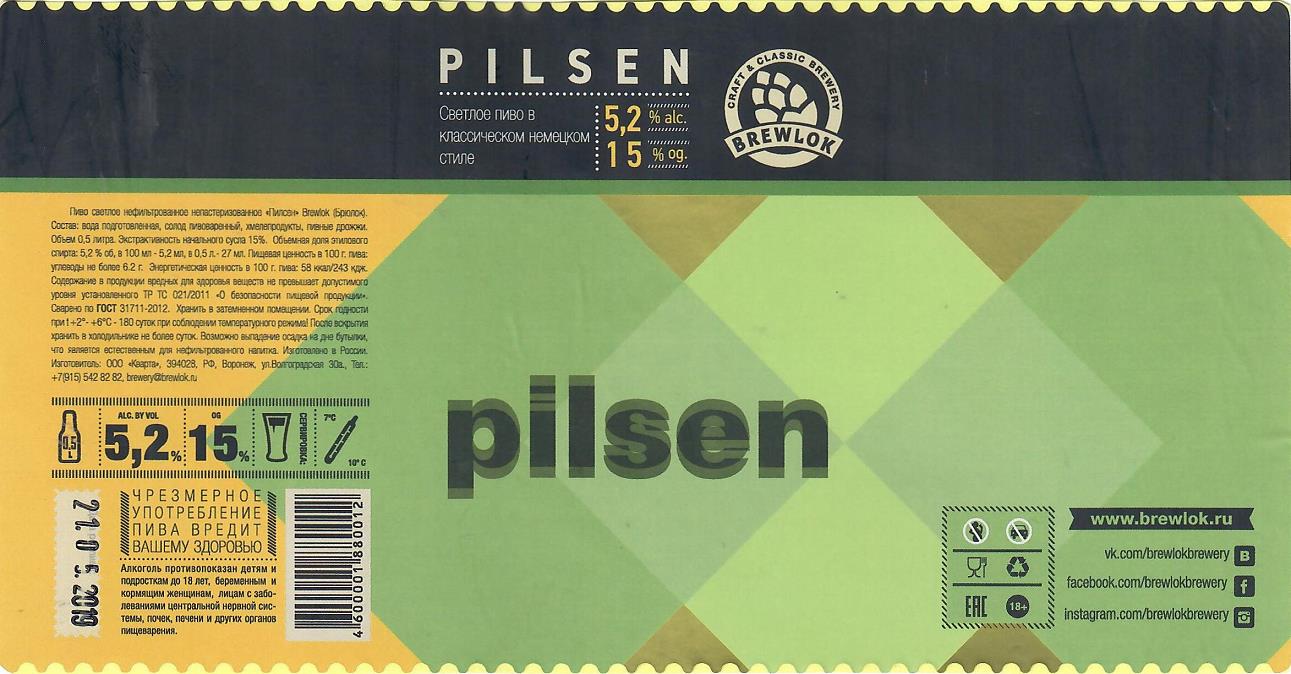 PILSEN
Светлое пиво в
классическом немецком
стиле
5,2 % alc.
15 % og.
CRAFT & CLASSIC BREWERY
BREWLOK
Пиво светлое нефильтрованное непастеризованное «Пилсен» Brewlok (Брюлок).
Состав: вода подготовленная, солод пивоваренный, хмелепродукты, пивные дрожжи.
Объем 0,5 литра. Экстрактивность начального сусла 15%. Объемная доля этилового
спирта: 5,2 % об, в 100 мл - 5,2 мл, в 0,5 л.- 27 мл. Пищевая ценность в 100 г. пива:
углеводы не более 6.2 г. Энергетическая ценность в 100 г. пива: 58 ккал/243 кдж.
Содержание в продукции вредных для здоровья веществ не превышает допустимого
уровня установленного ТР ТС 021/2011 «О безопасности пищевой продукции».
Сварено по ГОСТ 31711-2012. Хранить в затемненном помещении. Срок годности
при t +2°- +6°С - 180 суток при соблюдении температурного режима! После вскрытия
хранить в холодильнике не более суток. Возможно выпадение осадка на дне бутылки,
что является естественным для нефильтрованного напитка. Изготовлено в России.
Изготовитель: ООО «Кварта», 394028, РФ, Воронеж, ул.Волгоградская 30а., Тел.:
+7(915) 542 82 82, brewery@brewlok.ru
0,5 L
ALC. BY VOL
5,2%
OG
15%
СЕРВИРОВКА:
7°C
10°C
pilsen
21.05.2019
ЧРЕЗМЕРНОЕ
УПОТРЕБЛЕНИЕ
ПИВА ВРЕДИТ
ВАШЕМУ ЗДОРОВЬЮ
Алкоголь противопоказан детям и
подросткам до 18 лет, беременным и
кормящим женщинам, лицам с забо-
леваниями центральной нервной сис-
темы, почек, печени и других органов
пищеварения.
4600001880012
EAC
18+
www.brewlok.ru
vk.com/brewlokbrewery
facebook.com/brewlokbrewery
instagram.com/brewlokbrewery